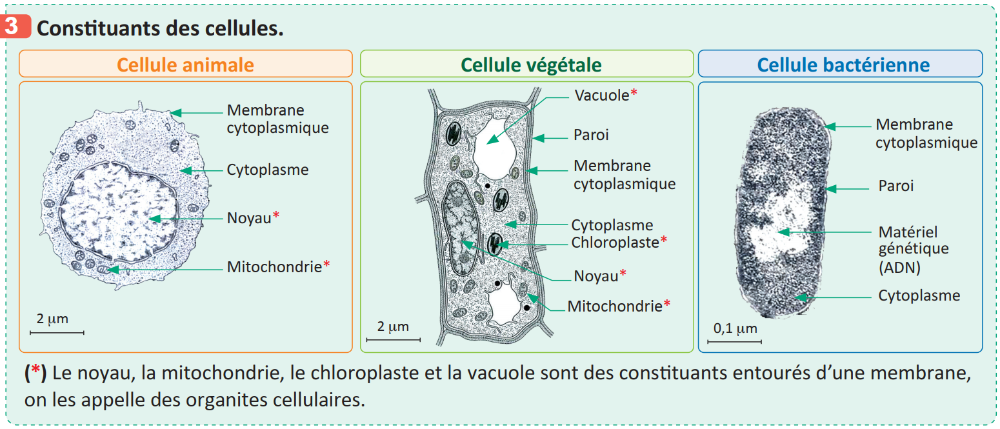 3 Constituants des cellules.
Cellule animale
Membrane
cytoplasmique
Cytoplasme
Noyau*
Mitochondrie*
2 µm
Cellule végétale
Vacuole*
Paroi
Membrane
cytoplasmique
Cytoplasme
Chloroplaste*
Noyau*
Mitochondrie*
2 µm
Cellule bactérienne
Membrane
cytoplasmique
Paroi
Matériel
génétique
(ADN)
Cytoplasme
0,1 µm
(*) Le noyau, la mitochondrie, le chloroplaste et la vacuole sont des constituants entourés d’une membrane,
on les appelle des organites cellulaires.